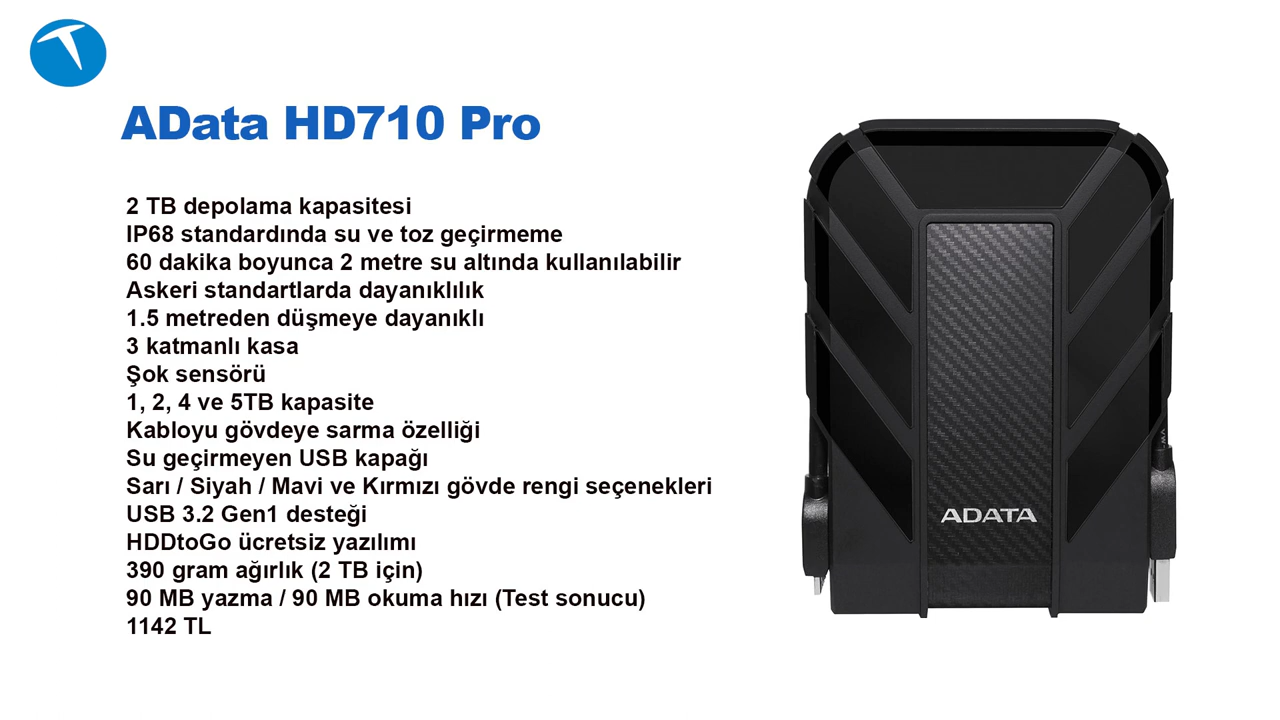 AData HD710 Pro
2 TB depolama kapasitesi
IP68 standardında su ve toz geçirmeme
60 dakika boyunca 2 metre su altında kullanılabilir
Askeri standartlarda dayanıklılık
1.5 metreden düşmeye dayanıklı
3 katmanlı kasa
Şok sensörü
1, 2, 4 ve 5TB kapasite
Kabloyu gövdeye sarma özelliği
Su geçirmeyen USB kapağı
Sarı / Siyah / Mavi ve Kırmızı gövde rengi seçenekleri
USB 3.2 Gen1 desteği
HDDtoGo ücretsiz yazılımı
390 gram ağırlık (2 TB için)
90 MB yazma / 90 MB okuma hızı (Test sonucu)
1142 TL
ADATA